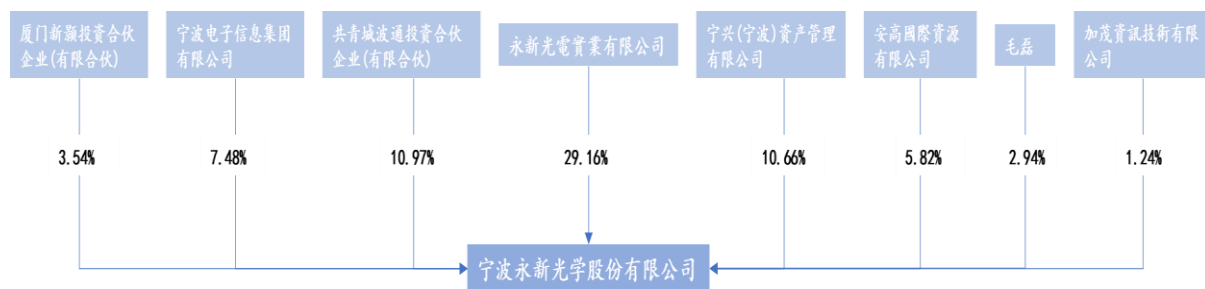 厦门新颢投资合伙
企业(有限合伙)
宁波电子信息集团
有限公司
共青城波通投资合伙
企业(有限合伙)
永新光電實業有限公司
宁兴(宁波)资产管理
有限公司
安高國際資源
有限公司
毛磊
加茂資訊技術有限
公司
3.54%
7.48%
10.97%
29.16%
10.66%
5.82%
2.94%
1.24%
宁波永新光学股份有限公司